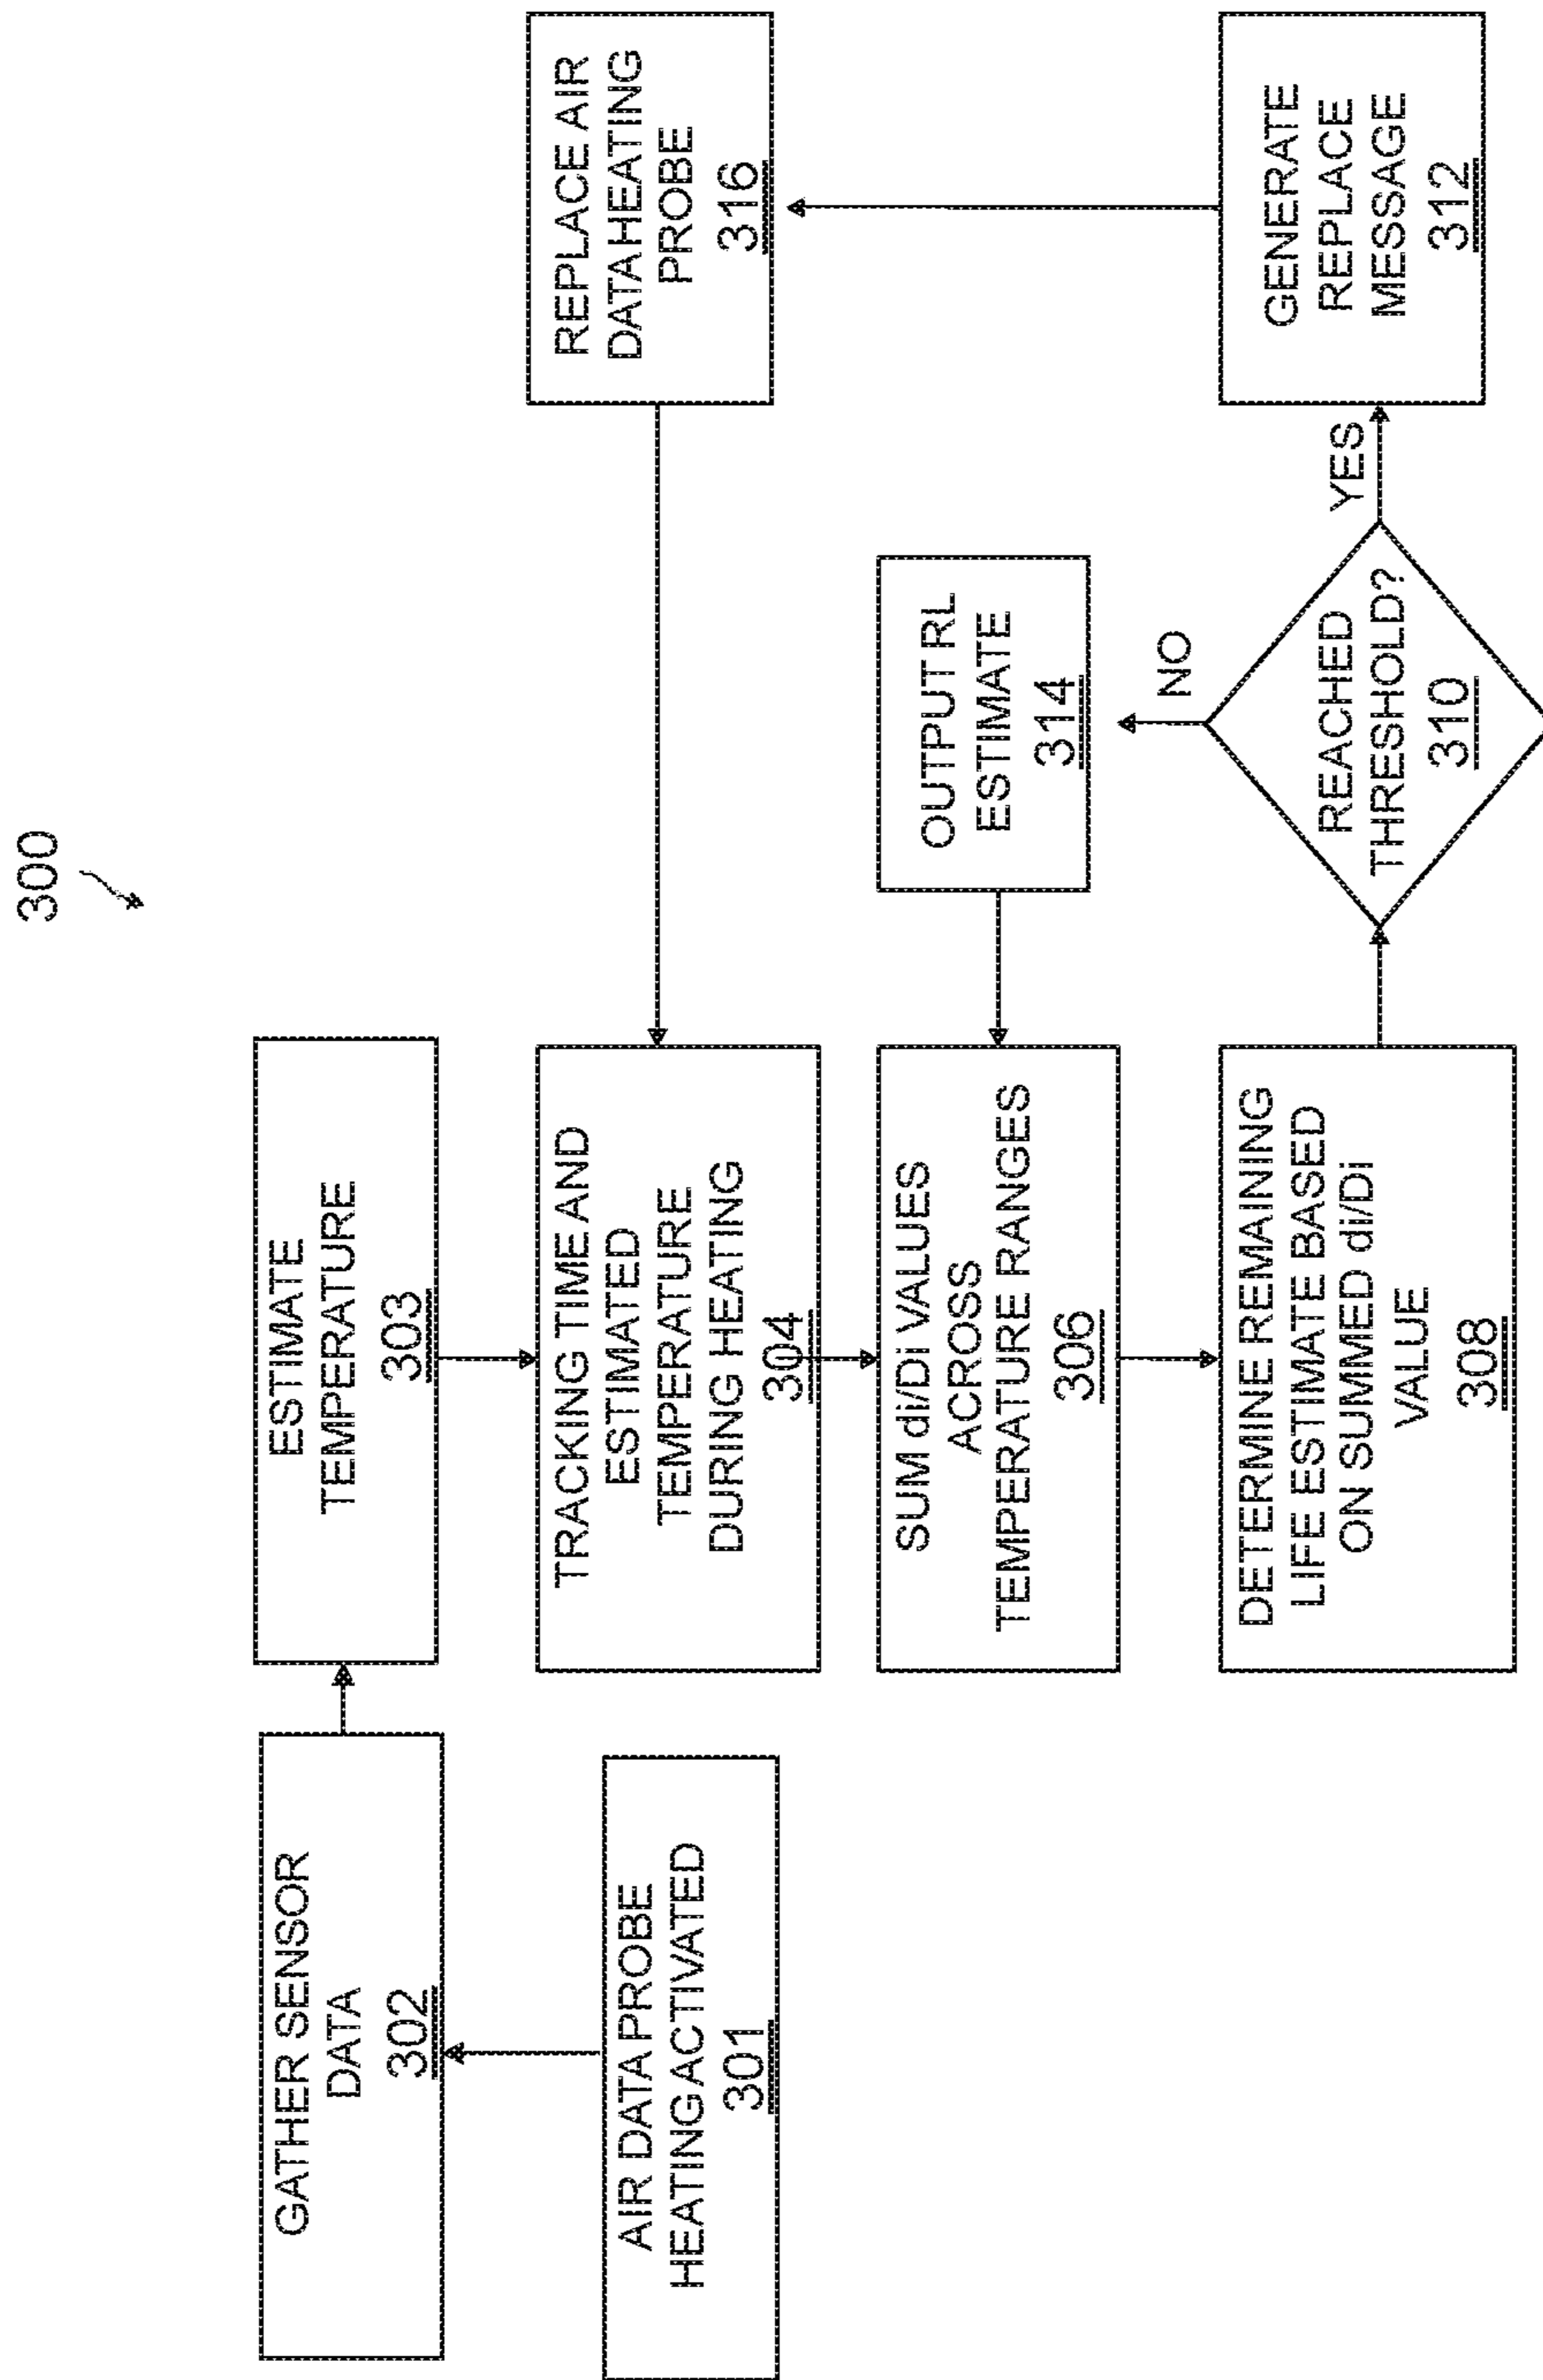 300
GATHER SENSOR
DATA
302
AIR DATA PROBE
HEATING ACTIVATED
301
ESTIMATE
TEMPERATURE
303
TRACKING TIME AND
ESTIMATED
TEMPERATURE
DURING HEATING
304
SUM di/Di VALUES
ACROSS
TEMPERATURE RANGES
306
DETERMINE REMAINING
LIFE ESTIMATE BASED
ON SUMMED di/Di
VALUE
308
REACHED
THRESHOLD?
310
NO
OUTPUT RL
ESTIMATE
314
YES
GENERATE
REPLACE
MESSAGE
312
REPLACE AIR
DATA HEATING
PROBE
316